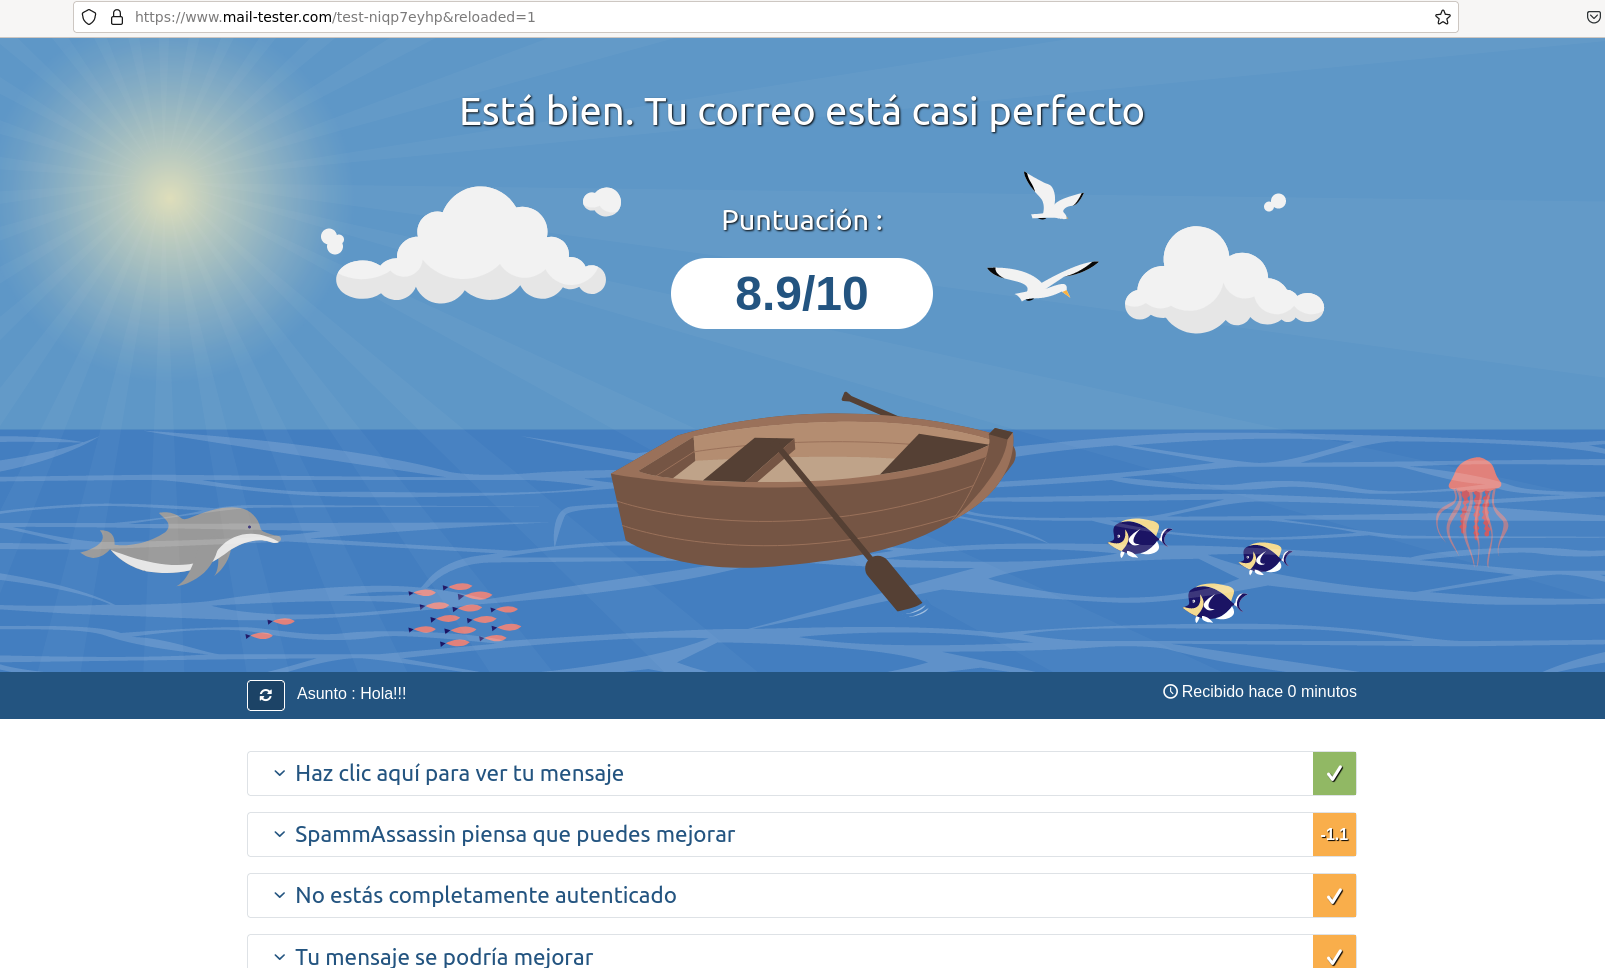 https://www.mail-tester.com/test-niqp7eyhp&reloaded=1
Está bien. Tu correo está casi perfecto
Puntuación :
8.9/10
Asunto : Hola!!!
Recibido hace 0 minutos
Haz clic aquí para ver tu mensaje
SpammAssassin piensa que puedes mejorar
-1.1
No estás completamente autenticado
Tu mensaje se podría mejorar